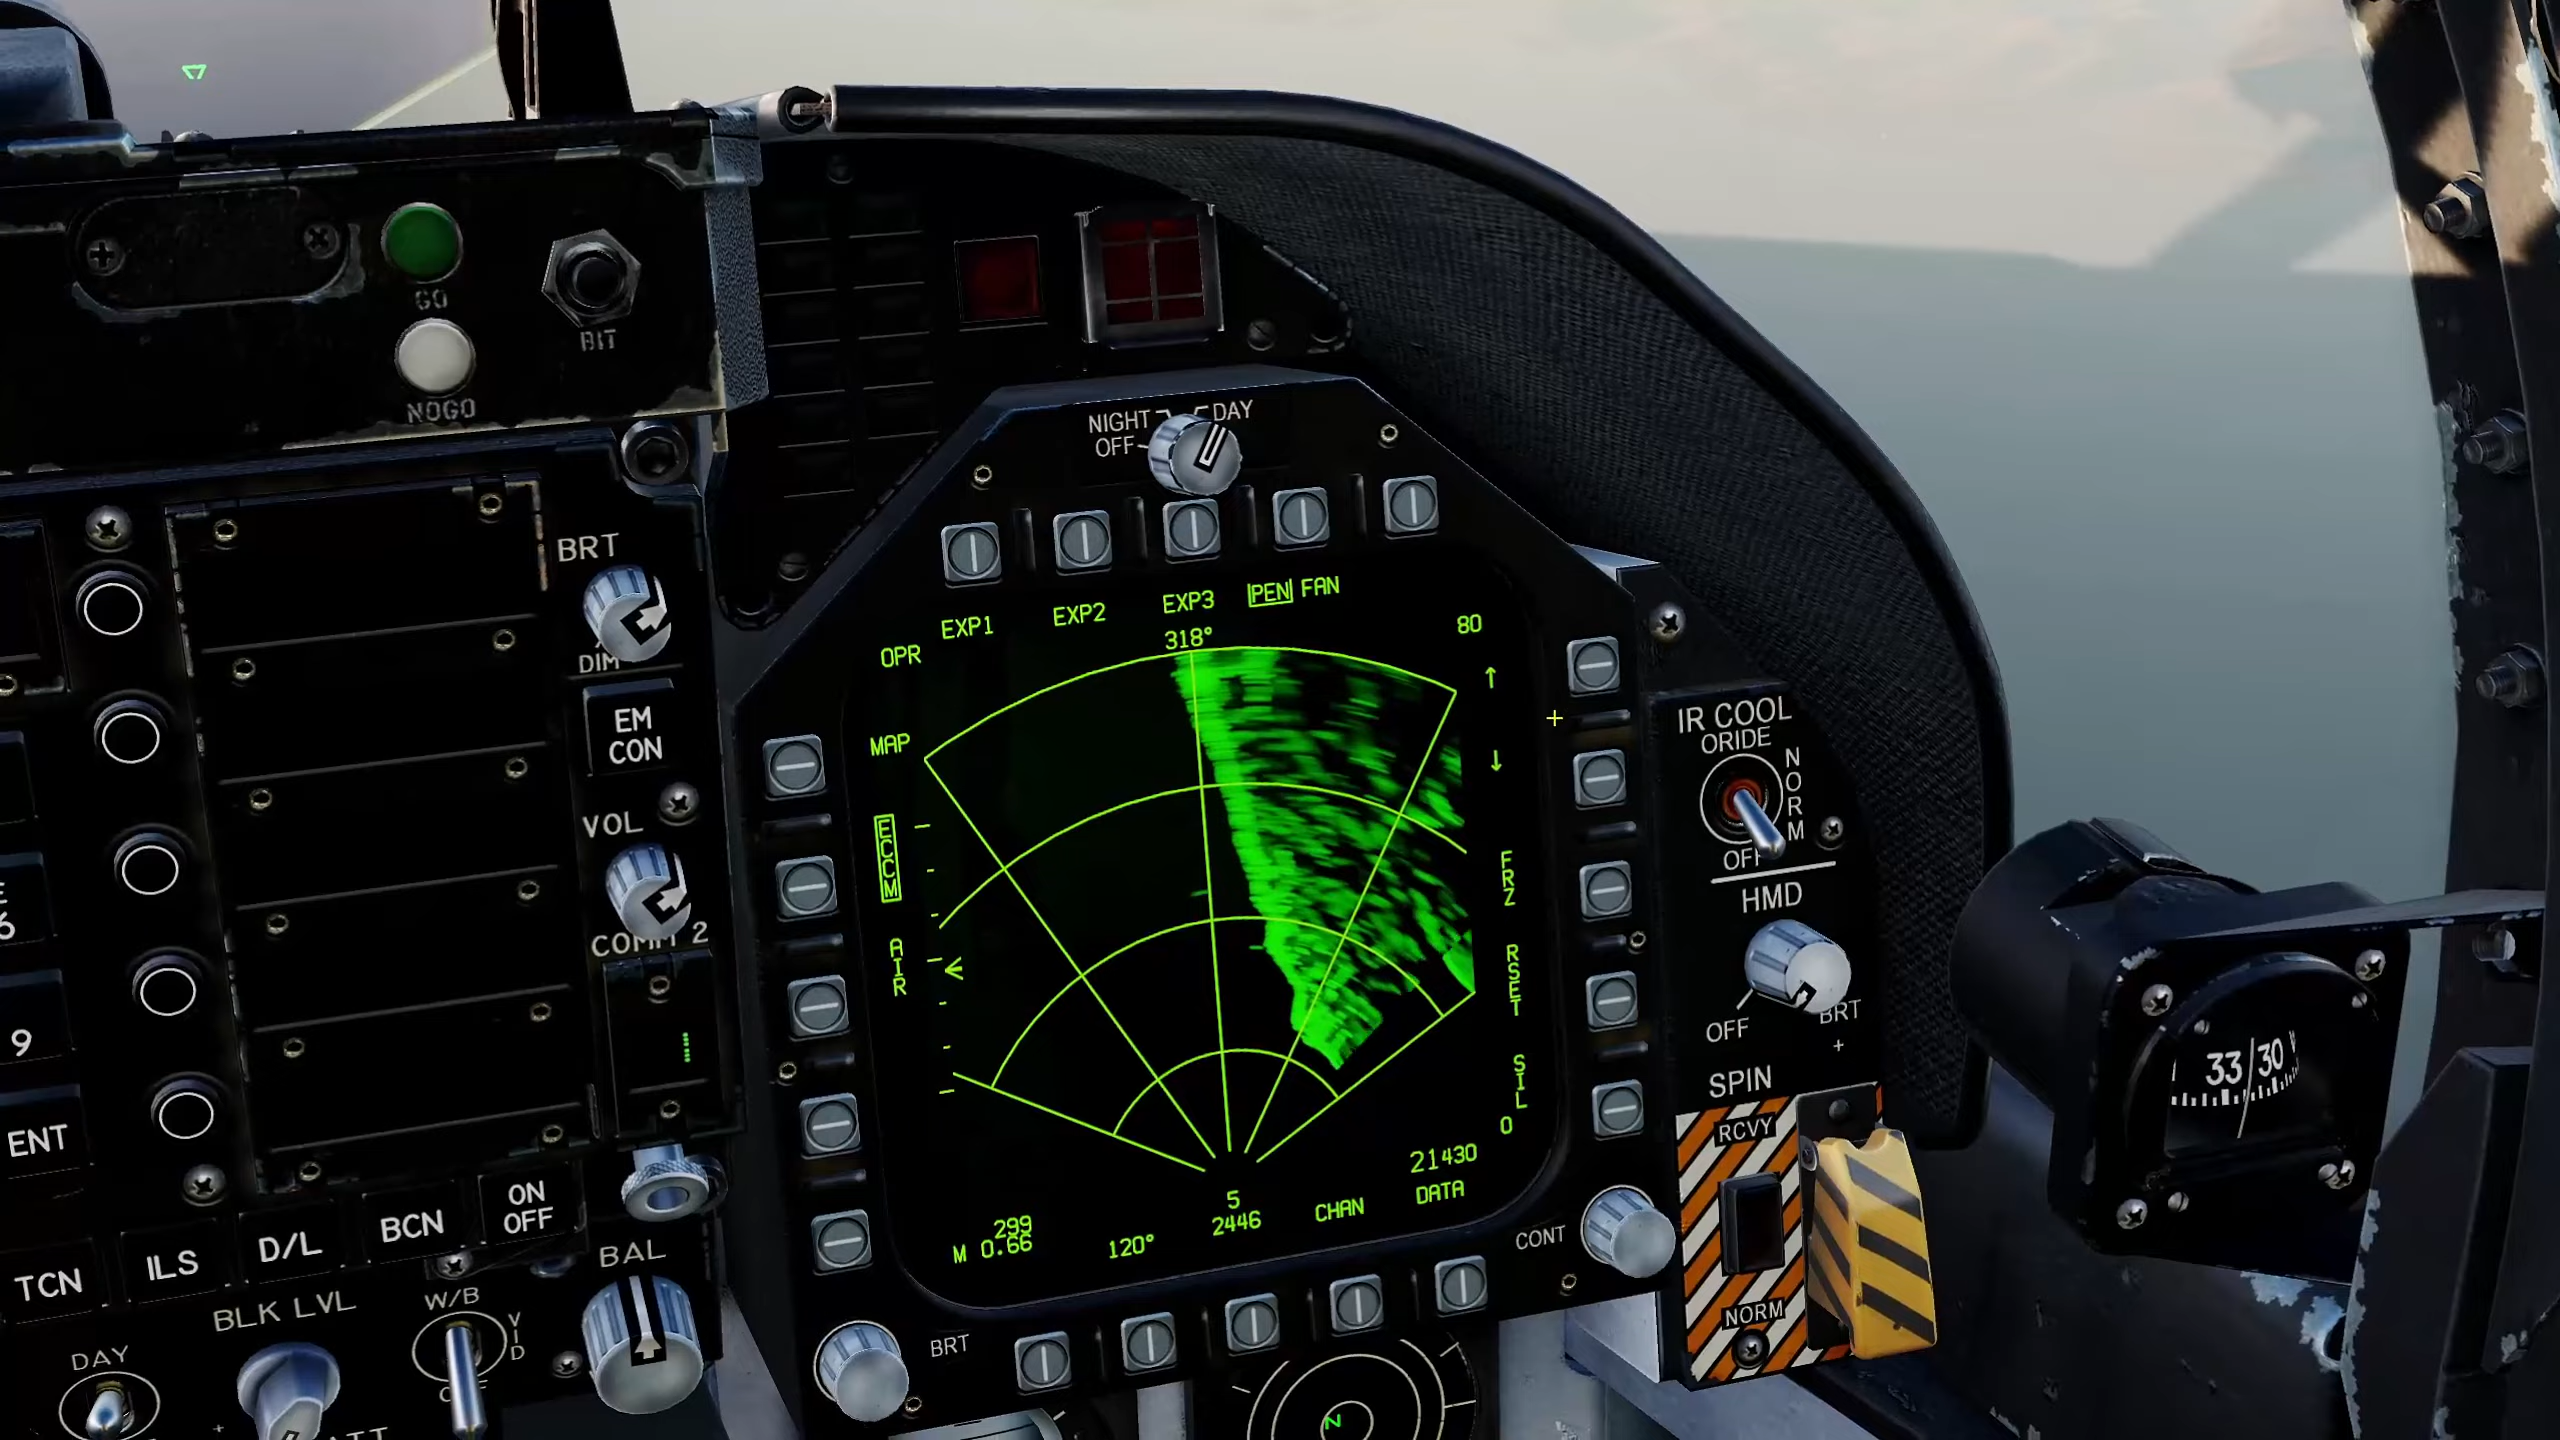 GO
BIT
NOGO
NIGHT
DAY
OFF
BRT
DIM
EM
CON
VOL
COMM 2
6
9
ENT
ON
OFF
BCN
D/L
ILS
TCN
BAL
BLK LVL
W/B
VID
DAY
EXP1
EXP2
EXP3
PEN
FAN
OPR
318°
80
MAP
ECCM
AIR
FRZ
RSET
SIL
0
21430
DATA
CHAN
5
2446
120°
299
M 0.66
BRT
CONT
N
IR COOL
ORIDE
NORM
OFF
HMD
OFF
BRT
SPIN
RCVY
NORM
33
30